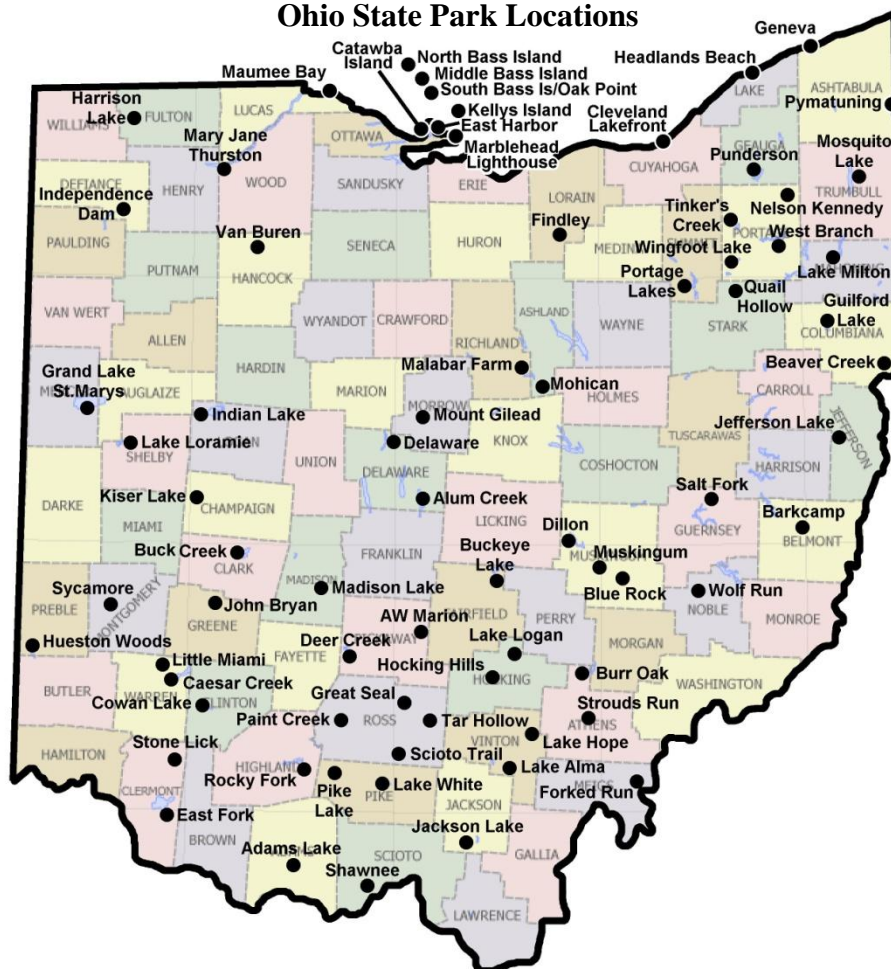 Ohio State Park Locations
Geneva
Catawba
Island
North Bass Island
Middle Bass Island
South Bass Is/Oak Point
Kellys Island
East Harbor
Marblehead
Lighthouse
Headlands Beach
Maumee Bay
Cleveland
Lakefront
LAKE
ASHTABULA
Pymatuning
Harrison
Lake
WILLIAMS
FULTON
LUCAS
OTTAWA
Mary Jane
Thurston
GEAUGA
Punderson
Mosquito
Lake
TRUMBULL
CUYAHOGA
DEFIANCE
HENRY
WOOD
SANDUSKY
ERIE
LORAIN
Independence
Dam
Findley
Tinker's
Creek
Nelson Kennedy
PAULDING
Van Buren
SENECA
HURON
MEDINA
SUMMIT
PORTAGE
West Branch
Wingfoot Lake
MAHONING
Lake Milton
PUTNAM
HANCOCK
Portage
Lakes
Quail
Hollow
Guilford
Lake
VAN WERT
ALLEN
WYANDOT
CRAWFORD
RICHLAND
ASHLAND
WAYNE
STARK
COLUMBIANA
HARDIN
Malabar Farm
Mohican
Beaver Creek
Grand Lake
St.Marys
AUGLAIZE
MARION
MORROW
HOLMES
CARROLL
Indian Lake
Mount Gilead
JEFFERSON
Jefferson Lake
Lake Loramie
SHELBY
LOGAN
UNION
Delaware
KNOX
TUSCARAWAS
COSHOCTON
HARRISON
DELAWARE
DARKE
Kiser Lake
CHAMPAIGN
Alum Creek
Salt Fork
MIAMI
LICKING
GUERNSEY
Barkcamp
BELMONT
Dillon
Buck Creek
CLARK
FRANKLIN
Buckeye
Lake
MUSKINGUM
Muskingum
MADISON
Madison Lake
Blue Rock
Wolf Run
NOBLE
MONROE
Sycamore
PREBLE
MONTGOMERY
John Bryan
GREENE
AW Marion
FAIRFIELD
PERRY
MORGAN
Hueston Woods
Little Miami
FAYETTE
Deer Creek
PICKAWAY
Lake Logan
Hocking Hills
HOCKING
Burr Oak
WASHINGTON
BUTLER
WARREN
Caesar Creek
Cowan Lake
CLINTON
Great Seal
Paint Creek
ROSS
Tar Hollow
Strouds Run
ATHENS
VINTON
Lake Hope
HAMILTON
Stone Lick
HIGHLAND
Rocky Fork
Scioto Trail
Lake Alma
MEIGS
Forked Run
CLERMONT
Pike
Lake
Lake White
PIKE
JACKSON
East Fork
BROWN
Jackson Lake
GALLIA
Adams Lake
ADAMS
SCIOTO
Shawnee
LAWRENCE